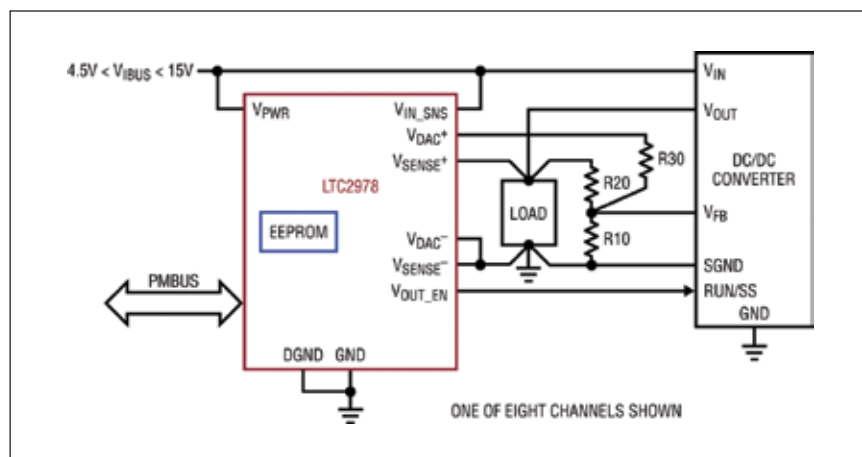 4.5V < VIBUS < 15V
VPWR
VIN_SNS
VDAC+
VSENSE+
LTC2978
EEPROM
VDAC−
VSENSE−
VOUT_EN
PMBUS
DGND GND
LOAD
R20
R30
R10
VIN
VOUT
DC/DC
CONVERTER
VFB
SGND
RUN/SS
GND
ONE OF EIGHT CHANNELS SHOWN